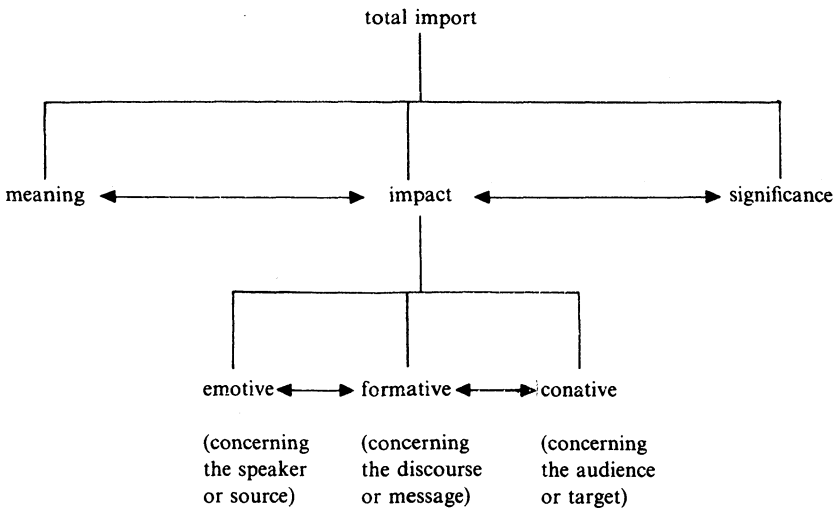 total import
meaning impact significance
emotive formative conative
(concerning (concerning (concerning
the speaker the discourse the audience
or source) or message) or target)